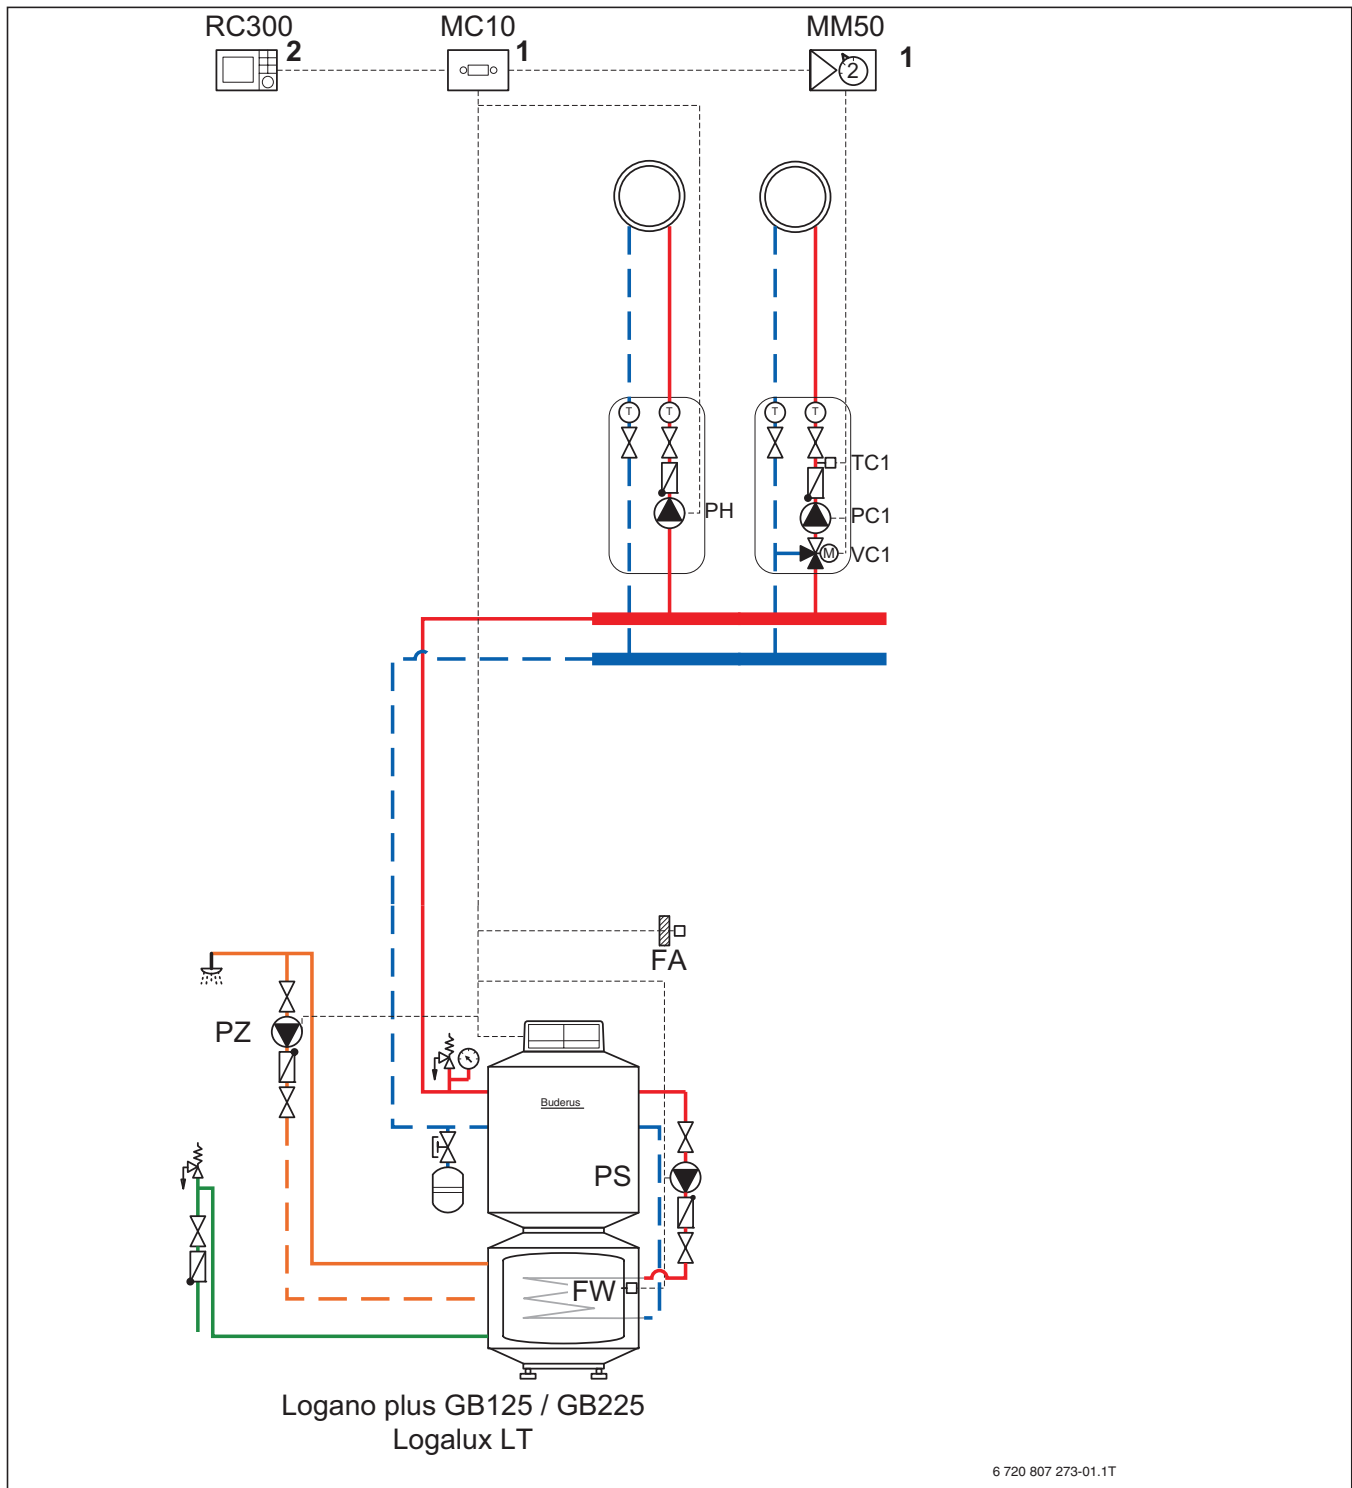 RC300
2
MC10
1
MM50
1
2
T
T
T
T
TC1
PH
PC1
M
VC1
FA
PZ
Buderus
PS
FW
Logano plus GB125 / GB225
Logalux LT
6 720 807 273-01.1T